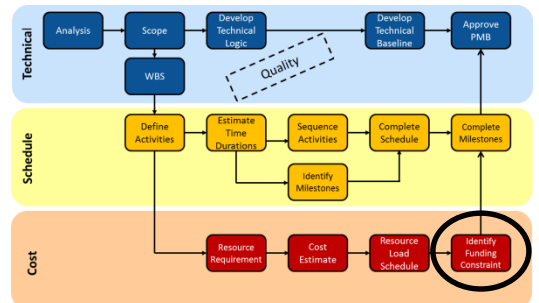 Technical
Analysis
Scope
Develop
Technical
Logic
Develop
Technical
Baseline
Approve
PMB
WBS
Quality
Schedule
Define
Activities
Estimate
Time
Durations
Sequence
Activities
Complete
Schedule
Complete
Milestones
Identify
Milestones
Cost
Resource
Requirement
Cost
Estimate
Resource
Load
Schedule
Identify
Funding
Constraint